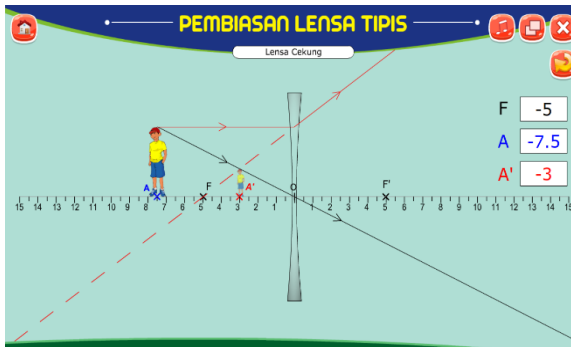 PEMBIASAN LENSA TIPIS
Lensa Cekung
F -5
A -7.5
A' -3
A F A' O F'
15 14 13 12 11 10 9 8 7 6 5 4 3 2 1 1 2 3 4 5 6 7 8 9 10 11 12 13 14 15